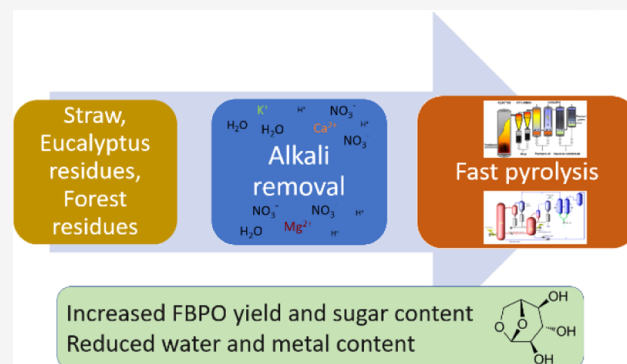 Straw,
Eucalyptus
residues,
Forest
residues
K⁺ H⁺ NO₃⁻
H₂O H₂O Ca²⁺ H⁺
NO₃⁻
Alkali
removal
NO₃⁻ NO₃⁻ H⁺
H₂O Mg²⁺ H⁺
Fast pyrolysis
Increased FBPO yield and sugar content
Reduced water and metal content
O
O
OH
OH
OH